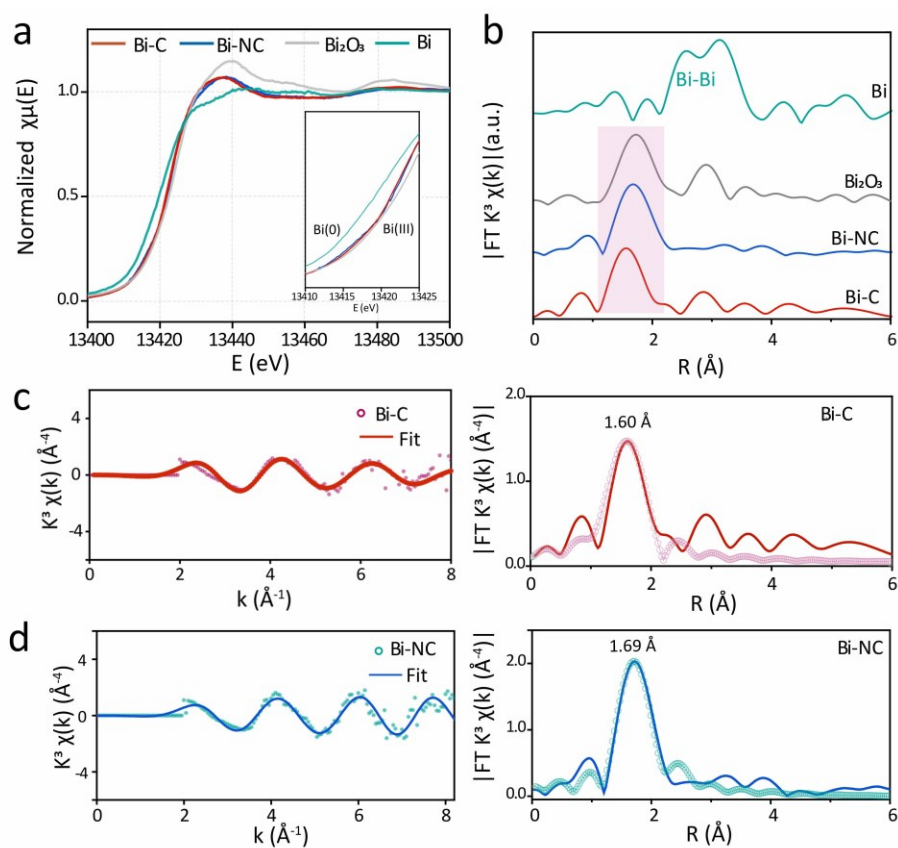 a
Bi-C Bi-NC Bi₂O₃ Bi
Normalized χμ(E)
1.0
0.5
0.0
Bi(0) Bi(III)
13410 13415 13420 13425
E (eV)
13400 13420 13440 13460 13480 13500
E (eV)
b
|FT K³ χ(k)|(a.u.)
Bi-Bi
Bi
Bi₂O₃
Bi-NC
Bi-C
0 2 4 6
R (Å)
c
K³ χ(k) (Å⁻⁴)
4
0
-4
Bi-C
Fit
0 2 4 6 8
k (Å⁻¹)
|FT K³ χ(k) (Å⁻⁴)|
2.0
1.0
0.0
1.60 Å
Bi-C
0 2 4 6
R (Å)
d
K³ χ(k) (Å⁻⁴)
4
0
-4
Bi-NC
Fit
0 2 4 6 8
k (Å⁻¹)
|FT K³ χ(k) (Å⁻⁴)|
2.0
1.0
0.0
1.69 Å
Bi-NC
0 2 4 6
R (Å)